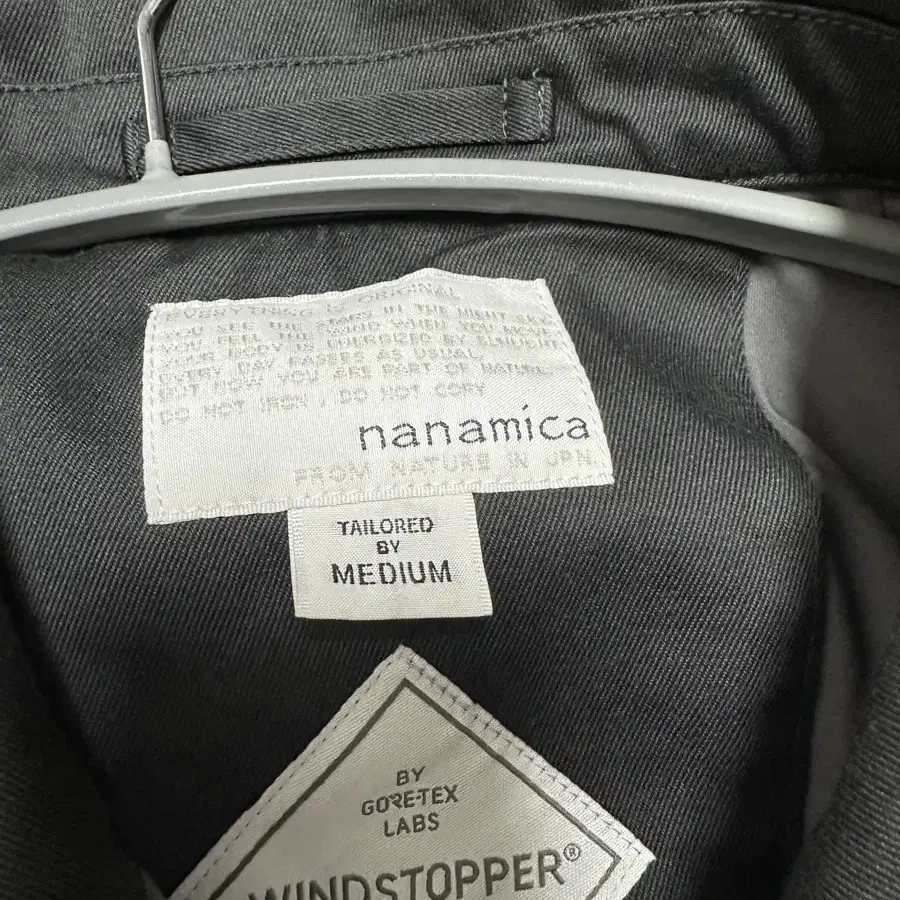 EVERYTHING IS ORIGINAL
YOU SEE THE STARS IN THE NIGHT SKY.
YOU FEEL THE WIND WHEN YOU MOVE.
YOUR BODY IS ENERGIZED BY SUNLIGHT.
EVERY DAY PASSES AS USUAL.
BUT NOW YOU SEE PART OF NATURE.
DO NOT IRON, DO NOT COPY
nanamica
FROM NATURE IN JPN.
TAILORED
BY
MEDIUM
BY
GORE-TEX
LABS
WINDSTOPPER®